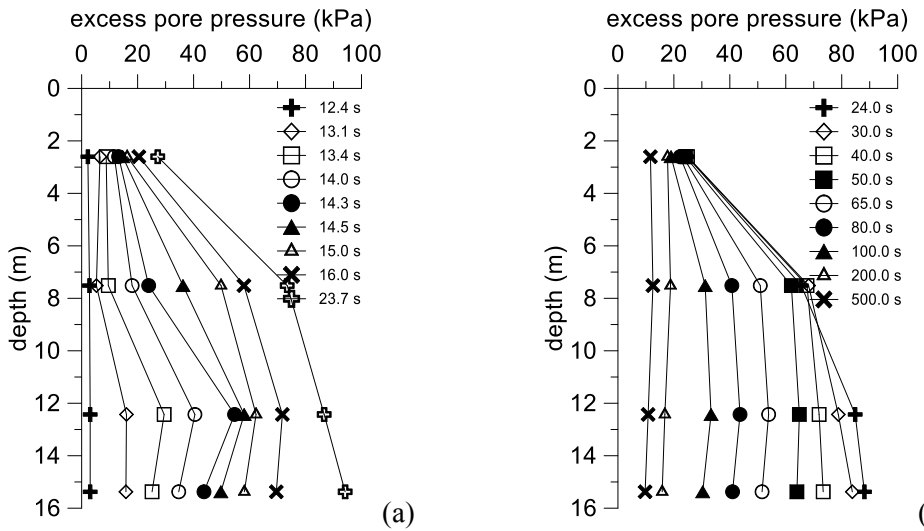 excess pore pressure (kPa)
0 20 40 60 80 100
0
2
4
6
8
10
12
14
16
depth (m)
12.4 s
13.1 s
13.4 s
14.0 s
14.3 s
14.5 s
15.0 s
16.0 s
23.7 s
(a)
excess pore pressure (kPa)
0 20 40 60 80 100
0
2
4
6
8
10
12
14
16
depth (m)
24.0 s
30.0 s
40.0 s
50.0 s
65.0 s
80.0 s
100.0 s
200.0 s
500.0 s
(